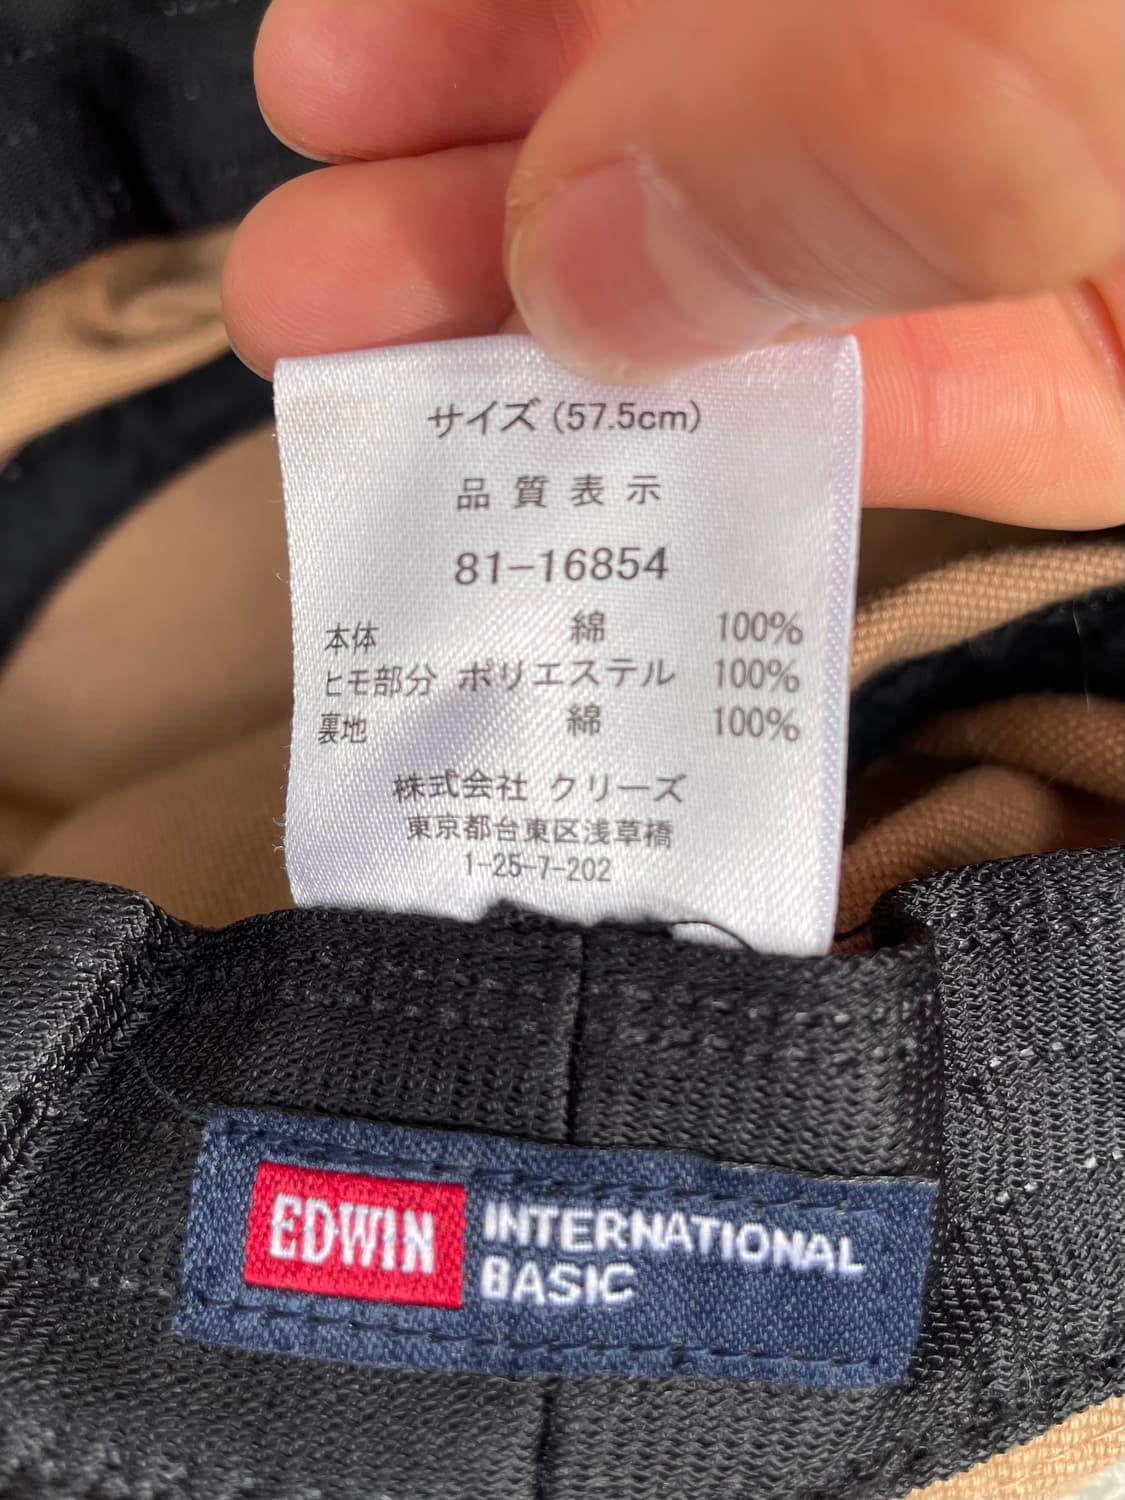 サイズ（57.5cm）
品質表示
81-16854
本体 綿 100%
ヒモ部分 ポリエステル 100%
裏地 綿 100%
株式会社 クリーズ
東京都台東区浅草橋
1-25-7-202
EDWIN INTERNATIONAL
BASIC